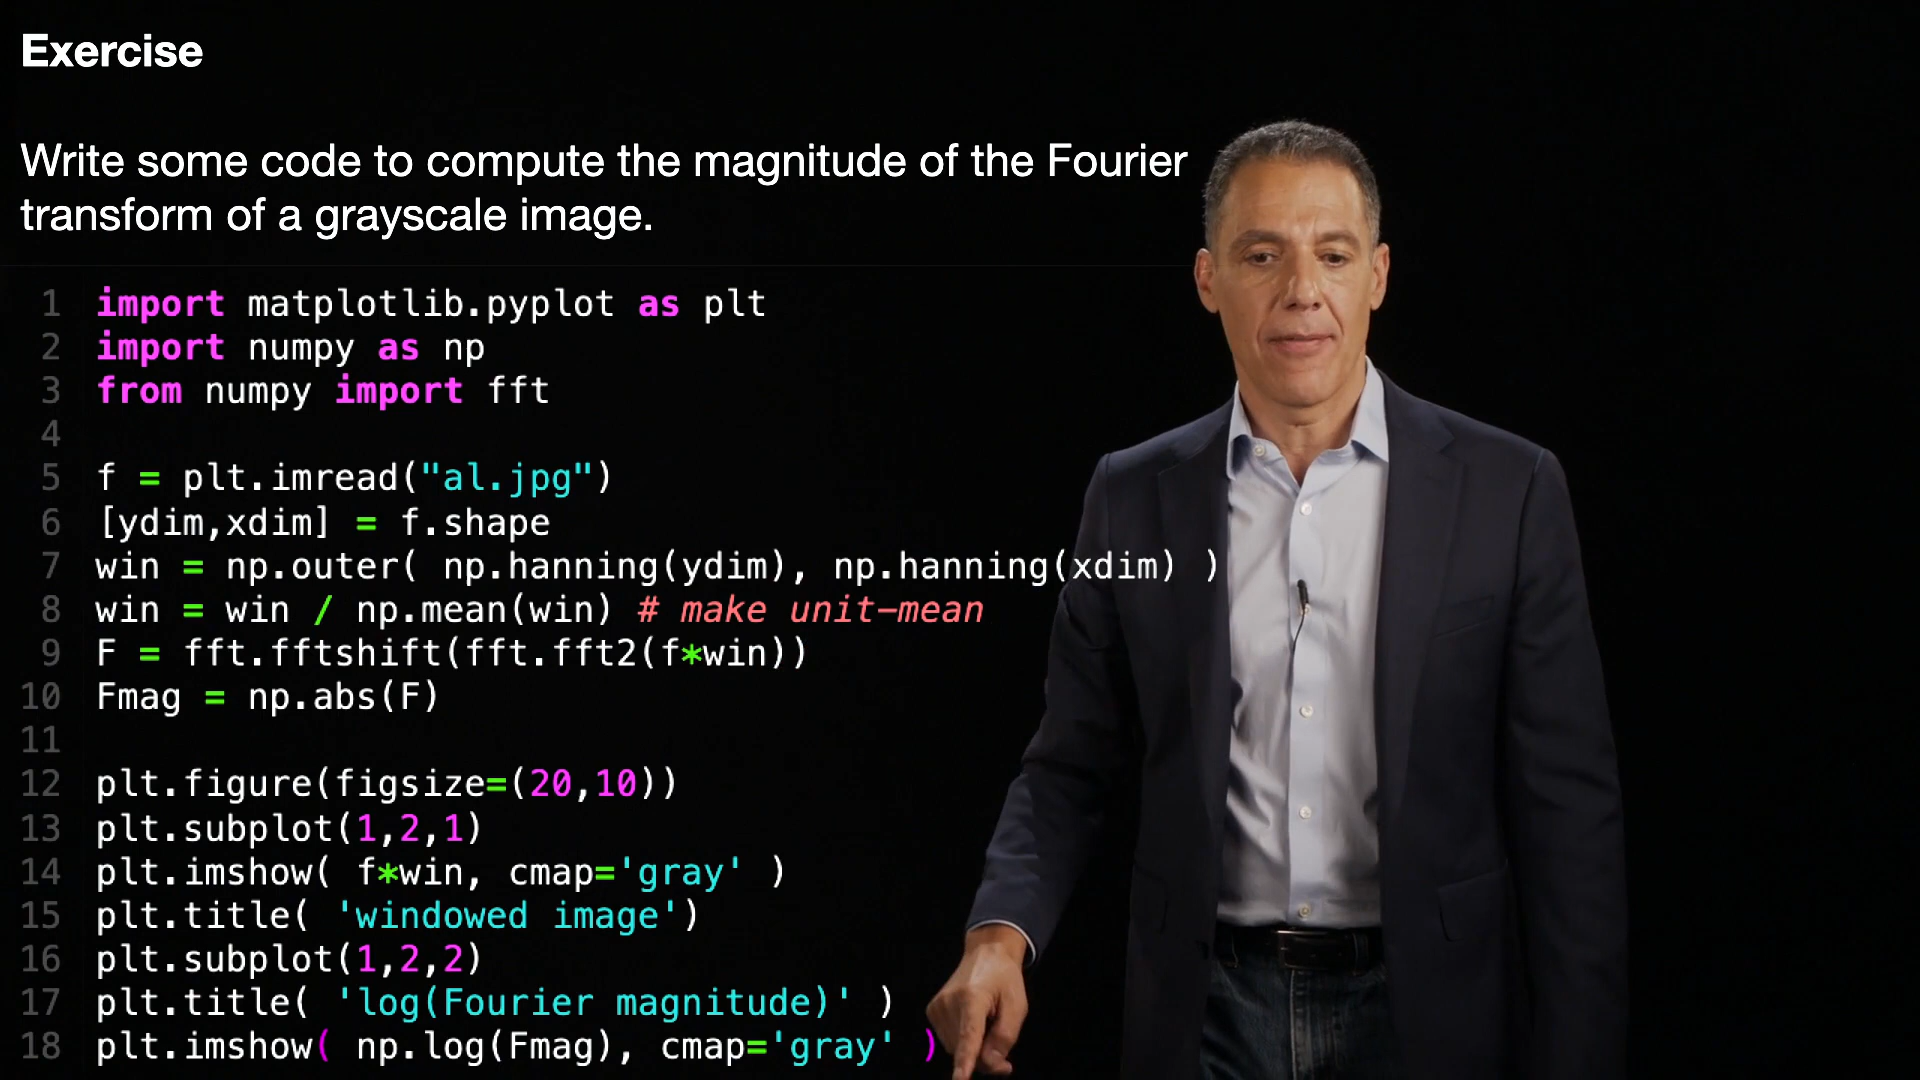 Exercise
Write some code to compute the magnitude of the Fourier
transform of a grayscale image.
1 import matplotlib.pyplot as plt
2 import numpy as np
3 from numpy import fft
4
5 f = plt.imread("al.jpg")
6 [ydim,xdim] = f.shape
7 win = np.outer( np.hanning(ydim), np.hanning(xdim) )
8 win = win / np.mean(win) # make unit-mean
9 F = fft.fftshift(fft.fft2(f*win))
10 Fmag = np.abs(F)
11
12 plt.figure(figsize=(20,10))
13 plt.subplot(1,2,1)
14 plt.imshow( f*win, cmap='gray' )
15 plt.title( 'windowed image')
16 plt.subplot(1,2,2)
17 plt.title( 'log(Fourier magnitude)' )
18 plt.imshow( np.log(Fmag), cmap='gray' )